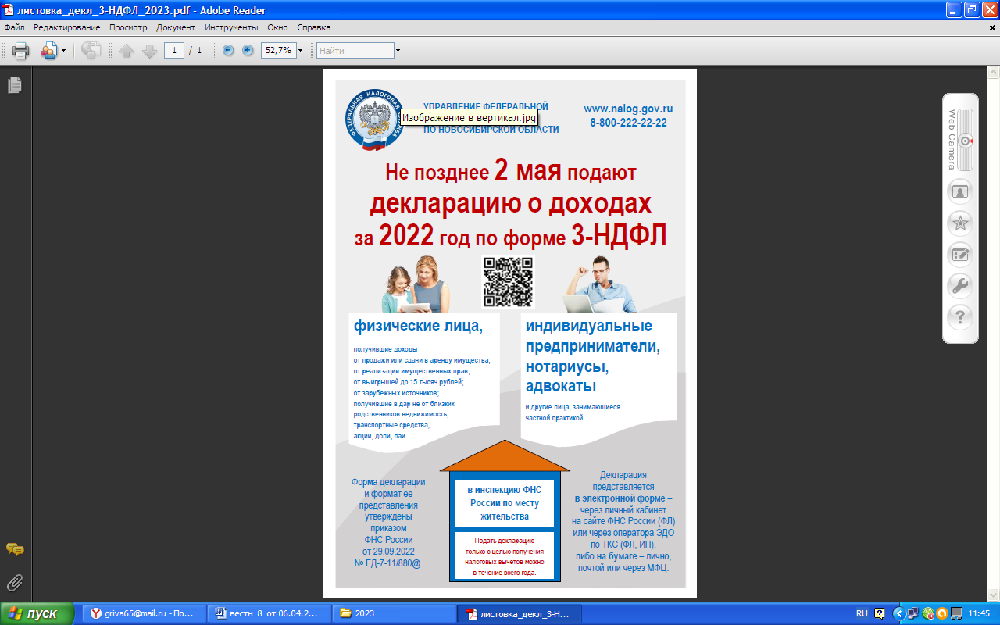 листовка_декл_3-НДФЛ_2023.pdf - Adobe Reader
Файл Редактирование Просмотр Документ Инструменты Окно Справка
1 / 1 52,7% Найти
ФЕДЕРАЛЬНАЯ НАЛОГОВАЯ СЛУЖБА
УПРАВЛЕНИЕ ФЕДЕРАЛЬНОЙ
Изображение в вертикал.jpg
ПО НОВОСИБИРСКОЙ ОБЛАСТИ
www.nalog.gov.ru
8-800-222-22-22
Web Camera
Не позднее 2 мая подают
декларацию о доходах
за 2022 год по форме 3-НДФЛ
физические лица,
получившие доходы
от продажи или сдачи в аренду имущества;
от реализации имущественных прав;
от выигрышей до 15 тысяч рублей;
от зарубежных источников;
получившие в дар не от близких
родственников недвижимость,
транспортные средства,
акции, доли, паи
индивидуальные
предприниматели,
нотариусы,
адвокаты
и другие лица, занимающиеся
частной практикой
Форма декларации
и формат ее
представления
утверждены
приказом
ФНС России
от 29.09.2022
№ ЕД-7-11/880@.
в инспекцию ФНС
России по месту
жительства
Подать декларацию
только с целью получения
налоговых вычетов можно
в течение всего года.
Декларация
представляется
в электронной форме –
через личный кабинет
на сайте ФНС России (ФЛ)
или через оператора ЭДО
по ТКС (ФЛ, ИП),
либо на бумаге – лично,
почтой или через МФЦ.
пуск
griva65@mail.ru - По...
вестн 8 от 06.04.2...
2023
листовка_декл_3-Н...
RU
11:45